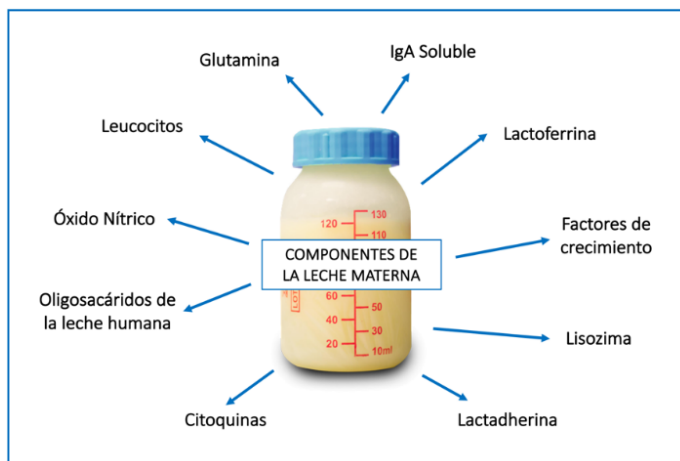 Glutamina
IgA Soluble
Leucocitos
Lactoferrina
Óxido Nítrico
Factores de
crecimiento
COMPONENTES DE
LA LECHE MATERNA
Oligosacáridos de
la leche humana
Lisozima
Citoquinas
Lactadherina
130
120
110
60
50
40
30
20
10ml